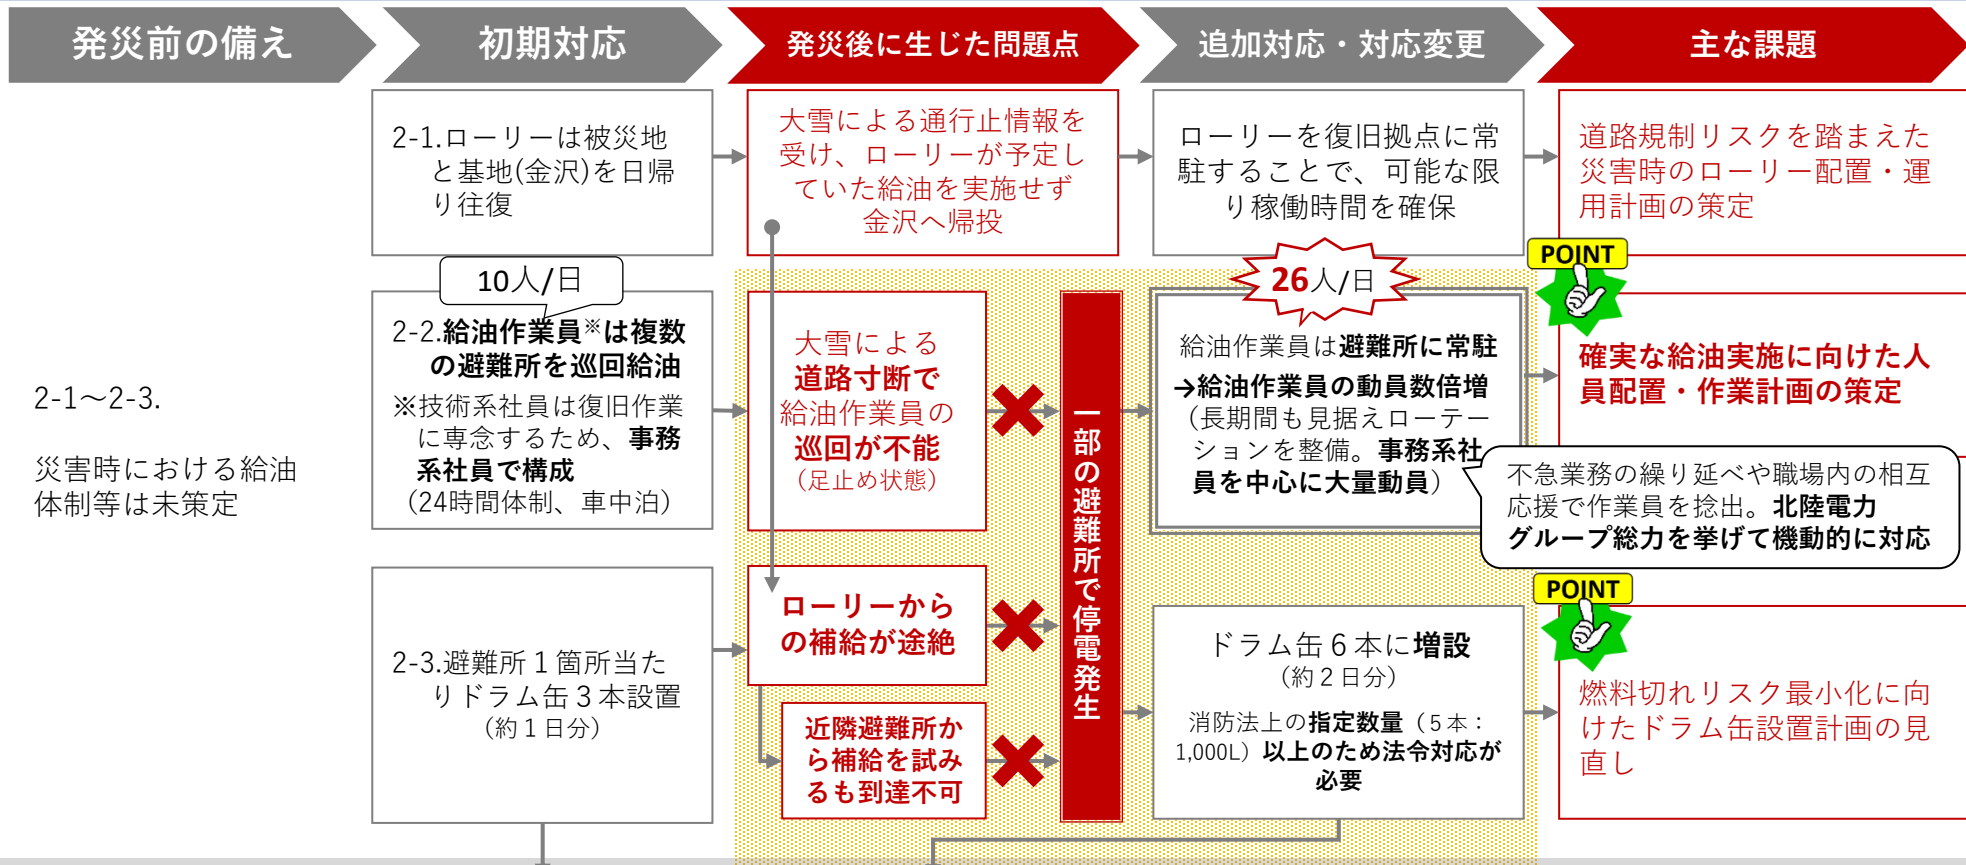 発災前の備え
初期対応
発災後に生じた問題点
追加対応・対応変更
主な課題
2-1～2-3.
災害時における給油
体制等は未策定
2-1.ローリーは被災地
と基地(金沢)を日帰
り往復
大雪による通行止情報を
受け、ローリーが予定し
ていた給油を実施せず
金沢へ帰投
ローリーを復旧拠点に常
駐することで、可能な限
り稼働時間を確保
道路規制リスクを踏まえた
災害時のローリー配置・運
用計画の策定
10人/日
2-2.給油作業員※は複数
の避難所を巡回給油
※技術系社員は復旧作業
に専念するため、事務
系社員で構成
（24時間体制、車中泊）
大雪による
道路寸断で
給油作業員の
巡回が不能
（足止め状態）
一部の避難所で停電発生
26人/日
給油作業員は避難所に常駐
→給油作業員の動員数倍増
（長期間も見据えローテー
ションを整備。事務系社
員を中心に大量動員）
POINT
確実な給油実施に向けた人
員配置・作業計画の策定
不急業務の繰り延べや職場内の相互
応援で作業員を捻出。北陸電力
グループ総力を挙げて機動的に対応
2-3.避難所１箇所当た
りドラム缶３本設置
（約１日分）
ローリーから
の補給が途絶
近隣避難所か
ら補給を試み
るも到達不可
ドラム缶６本に増設
（約２日分）
消防法上の指定数量（5本：
1,000L）以上のため法令対応が
必要
POINT
燃料切れリスク最小化に向
けたドラム缶設置計画の見
直し